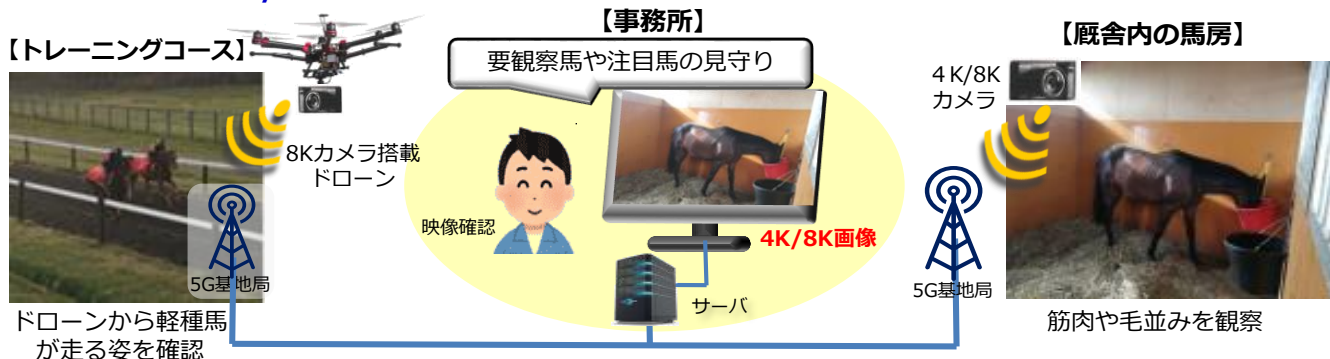 【トレーニングコース】
8Kカメラ搭載
ドローン
5G基地局
ドローンから軽種馬
が走る姿を確認
【事務所】
要観察馬や注目馬の見守り
映像確認
4K/8K画像
サーバ
【厩舎内の馬房】
４K/8K
カメラ
5G基地局
筋肉や毛並みを観察